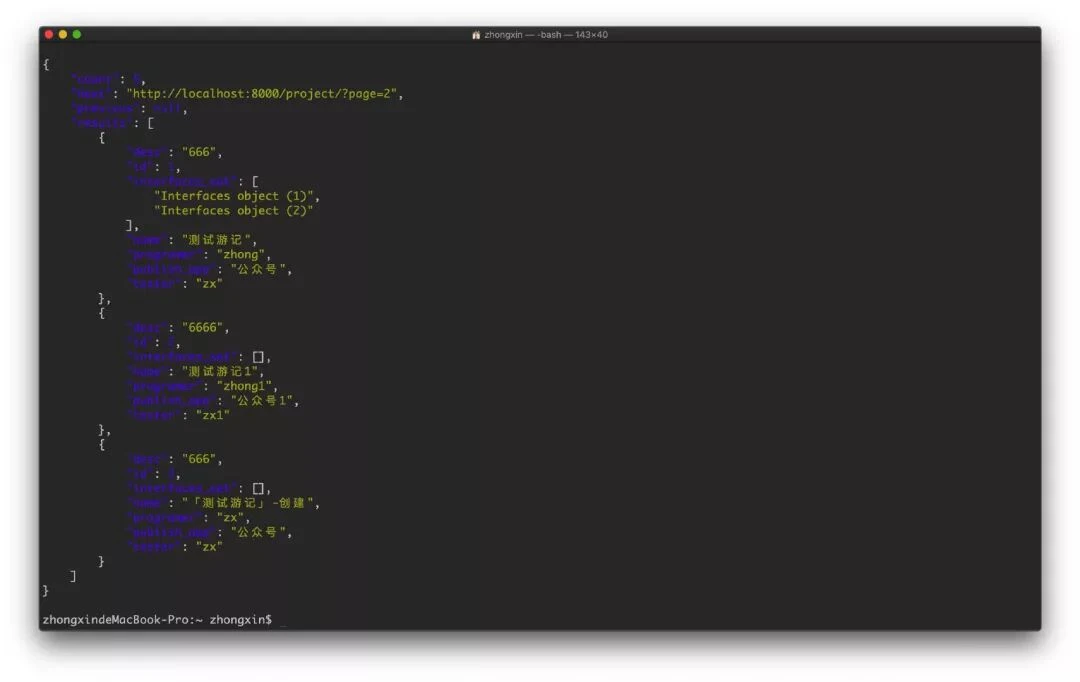 zhongxin — -bash — 143×40
{
"count": ,
"next": "http://localhost:8000/project/?page=2",
"previous": null,
"results": [
{
"desc": "666",
"id": 1,
"interfaces_set": [
"Interfaces object (1)",
"Interfaces object (2)"
],
"name": "测试游记",
"programer": "zhong",
"publish_app": "公众号",
"tester": "zx"
},
{
"desc": "6666",
"id": 2,
"interfaces_set": [],
"name": "测试游记1",
"programer": "zhong1",
"publish_app": "公众号1",
"tester": "zx1"
},
{
"desc": "666",
"id": ,
"interfaces_set": [],
"name": "「测试游记」-创建",
"programer": "zx",
"publish_app": "公众号",
"tester": "zx"
}
]
}
zhongxindeMacBook-Pro:~ zhongxin$ _